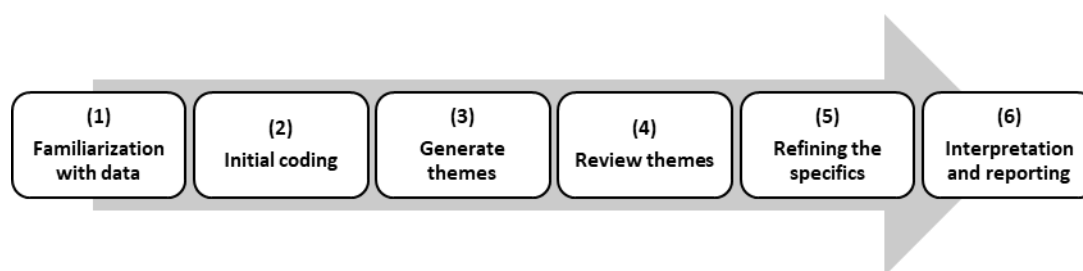 (1)
Familiarization
with data
(2)
Initial coding
(3)
Generate
themes
(4)
Review themes
(5)
Refining the
specifics
(6)
Interpretation
and reporting